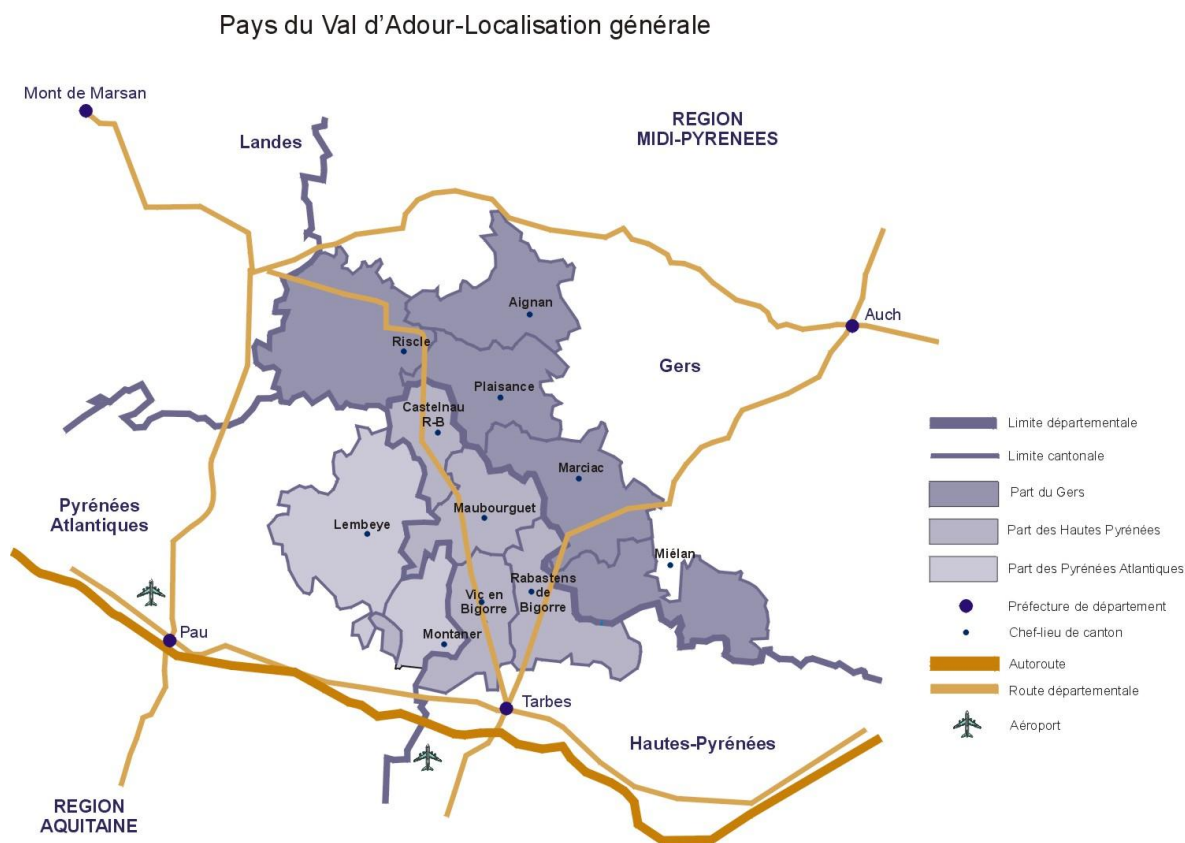 Pays du Val d'Adour-Localisation générale
Mont de Marsan
Landes
REGION
MIDI-PYRENEES
Aignan
Auch
Riscle
Gers
Plaisance
Castelnau
R-B
Limite départementale
Limite cantonale
Marciac
Part du Gers
Pyrénées
Atlantiques
Maubourguet
Lembeye
Part des Hautes Pyrénées
Miélan
Part des Pyrénées Atlantiques
Rabastens
de
Bigorre
Vic en
Bigorre
Préfecture de département
Pau
Montaner
Chef-lieu de canton
Autoroute
Route départementale
Tarbes
Aéroport
Hautes-Pyrénées
REGION
AQUITAINE